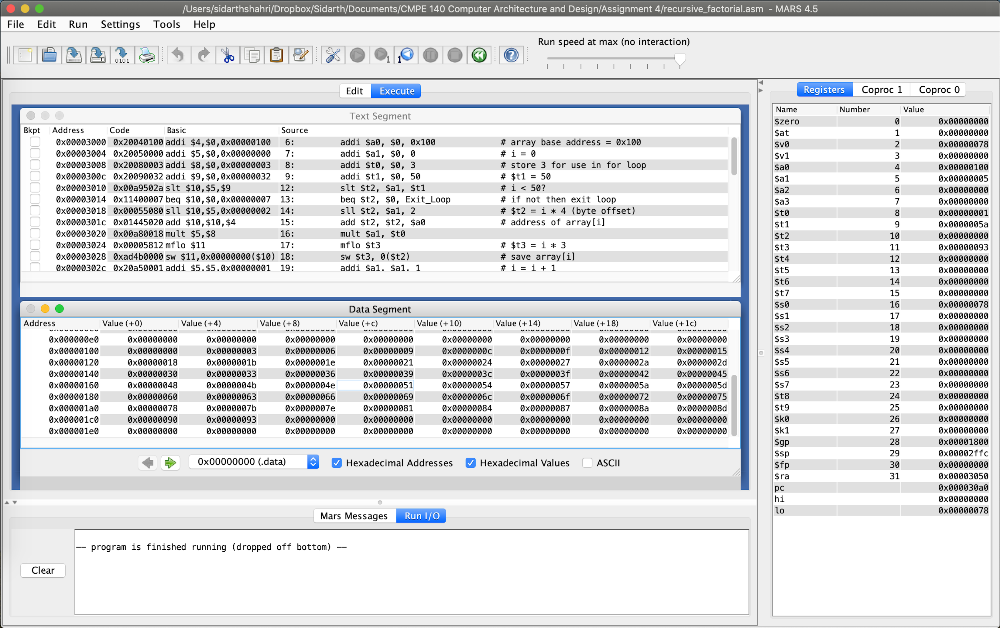 /Users/sidarthshahri/Dropbox/Sidarth/Documents/CMPE 140 Computer Architecture and Design/Assignment 4/recursive_factorial.asm - MARS 4.5
File Edit Run Settings Tools Help
Run speed at max (no interaction)
0101 1 1
Edit Execute
Text Segment
Bkpt Address Code Basic Source
0x00003000 0x20040100 addi $4,$0,0x00000100 6: addi $a0, $0, 0x100 # array base address = 0x100
0x00003004 0x20050000 addi $5,$0,0x00000000 7: addi $a1, $0, 0 # i = 0
0x00003008 0x20080003 addi $8,$0,0x00000003 8: addi $t0, $0, 3 # store 3 for use in for loop
0x0000300c 0x20090032 addi $9,$0,0x00000032 9: addi $t1, $0, 50 # $t1 = 50
0x00003010 0x00a9502a slt $10,$5,$9 12: slt $t2, $a1, $t1 # i < 50?
0x00003014 0x11400007 beq $10,$0,0x00000007 13: beq $t2, $0, Exit_Loop # if not then exit loop
0x00003018 0x00055080 sll $10,$5,0x00000002 14: sll $t2, $a1, 2 # $t2 = i * 4 (byte offset)
0x0000301c 0x01445020 add $10,$10,$4 15: add $t2, $t2, $a0 # address of array[i]
0x00003020 0x00a80018 mult $5,$8 16: mult $a1, $t0
0x00003024 0x00005812 mflo $11 17: mflo $t3 # $t3 = i * 3
0x00003028 0xad4b0000 sw $11,0x00000000($10) 18: sw $t3, 0($t2) # save array[i]
0x0000302c 0x20a50001 addi $5,$5,0x00000001 19: addi $a1, $a1, 1 # i = i + 1
Data Segment
Address Value (+0) Value (+4) Value (+8) Value (+c) Value (+10) Value (+14) Value (+18) Value (+1c)
0x000000e0 0x00000000 0x00000000 0x00000000 0x00000000 0x00000000 0x00000000 0x00000000 0x00000000
0x00000100 0x00000000 0x00000003 0x00000006 0x00000009 0x0000000c 0x0000000f 0x00000012 0x00000015
0x00000120 0x00000018 0x0000001b 0x0000001e 0x00000021 0x00000024 0x00000027 0x0000002a 0x0000002d
0x00000140 0x00000030 0x00000033 0x00000036 0x00000039 0x0000003c 0x0000003f 0x00000042 0x00000045
0x00000160 0x00000048 0x0000004b 0x0000004e 0x00000051 0x00000054 0x00000057 0x0000005a 0x0000005d
0x00000180 0x00000060 0x00000063 0x00000066 0x00000069 0x0000006c 0x0000006f 0x00000072 0x00000075
0x000001a0 0x00000078 0x0000007b 0x0000007e 0x00000081 0x00000084 0x00000087 0x0000008a 0x0000008d
0x000001c0 0x00000090 0x00000093 0x00000000 0x00000000 0x00000000 0x00000000 0x00000000 0x00000000
0x000001e0 0x00000000 0x00000000 0x00000000 0x00000000 0x00000000 0x00000000 0x00000000 0x00000000
0x00000000 (.data) Hexadecimal Addresses Hexadecimal Values ASCII
Mars Messages Run I/O
-- program is finished running (dropped off bottom) --
Clear
Registers Coproc 1 Coproc 0
Name Number Value
$zero 0 0x00000000
$at 1 0x00000000
$v0 2 0x00000078
$v1 3 0x00000000
$a0 4 0x00000100
$a1 5 0x00000005
$a2 6 0x00000000
$a3 7 0x00000000
$t0 8 0x00000001
$t1 9 0x0000005a
$t2 10 0x00000000
$t3 11 0x00000093
$t4 12 0x00000000
$t5 13 0x00000000
$t6 14 0x00000000
$t7 15 0x00000000
$s0 16 0x00000078
$s1 17 0x00000000
$s2 18 0x00000000
$s3 19 0x00000000
$s4 20 0x00000000
$s5 21 0x00000000
$s6 22 0x00000000
$s7 23 0x00000000
$t8 24 0x00000000
$t9 25 0x00000000
$k0 26 0x00000000
$k1 27 0x00000000
$gp 28 0x00001800
$sp 29 0x00002ffc
$fp 30 0x00000000
$ra 31 0x00003050
pc 0x000030a0
hi 0x00000000
lo 0x00000078